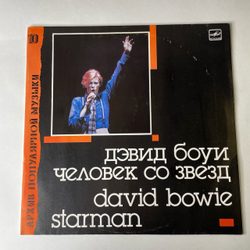 10
АРХИВ ПОПУЛЯРНОЙ МУЗЫКИ
дэвид боуи
человек со звезд
david bowie
starman